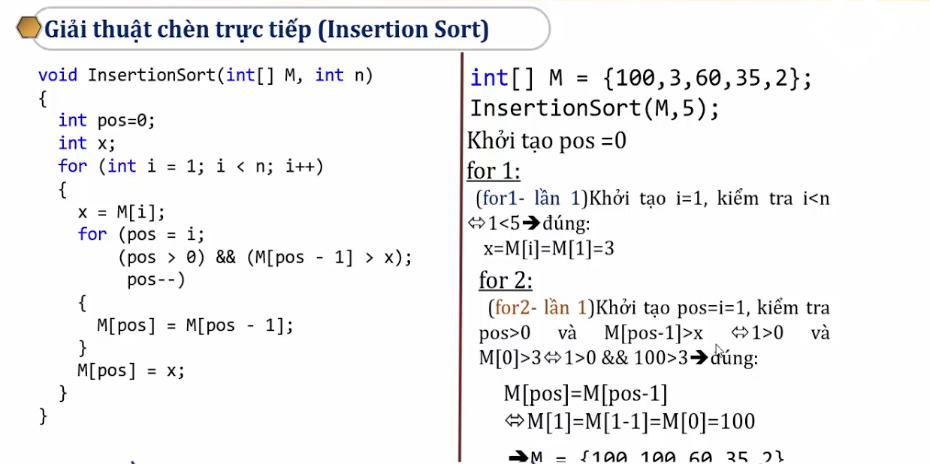 Giải thuật chèn trực tiếp (Insertion Sort)
void InsertionSort(int[] M, int n)
{
int pos=0;
int x;
for (int i = 1; i < n; i++)
{
x = M[i];
for (pos = i;
(pos > 0) && (M[pos - 1] > x);
pos--)
{
M[pos] = M[pos - 1];
}
M[pos] = x;
}
}
int[] M = {100,3,60,35,2};
InsertionSort(M,5);
Khởi tạo pos =0
for 1:
(for1- lần 1)Khởi tạo i=1, kiểm tra i<n
⇔1<5➔đúng:
x=M[i]=M[1]=3
for 2:
(for2- lần 1)Khởi tạo pos=i=1, kiểm tra
pos>0 và M[pos-1]>x ⇔1>0 và
M[0]>3⇔1>0 && 100>3➔đúng:
M[pos]=M[pos-1]
⇔M[1]=M[1-1]=M[0]=100
➔M = {100,100,60,35,2}